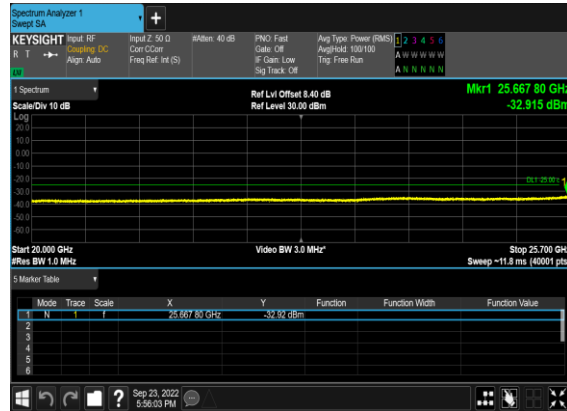 Spectrum Analyzer 1
Swept SA
+
KEYSIGHT Input: RF Input Z: 50 Ω #Atten: 40 dB PNO: Fast Avg Type: Power (RMS) 1 2 3 4 5 6
R T Coupling: DC Corr CCorr Gate: Off Avg|Hold: 100/100 A W W W W W
Align: Auto Freq Ref: Int (S) IF Gain: Low Trig: Free Run
Sig Track: Off A N N N N N
1 Spectrum Ref Lvl Offset 8.40 dB Mkr1 25.667 80 GHz
Scale/Div 10 dB Ref Level 30.00 dBm -32.915 dBm
Log
20.0
10.0
0.00
-10.0
-20.0 DL1 -25.00
-30.0
-40.0
-50.0
-60.0
Start 20.000 GHz Video BW 3.0 MHz* Stop 25.700 GHz
#Res BW 1.0 MHz Sweep ~11.8 ms (40001 pts)
5 Marker Table
Mode Trace Scale X Y Function Function Width Function Value
1 N 1 f 25.667 80 GHz -32.92 dBm
2
3
4
5
6
? Sep 23, 2022
5:56:03 PM